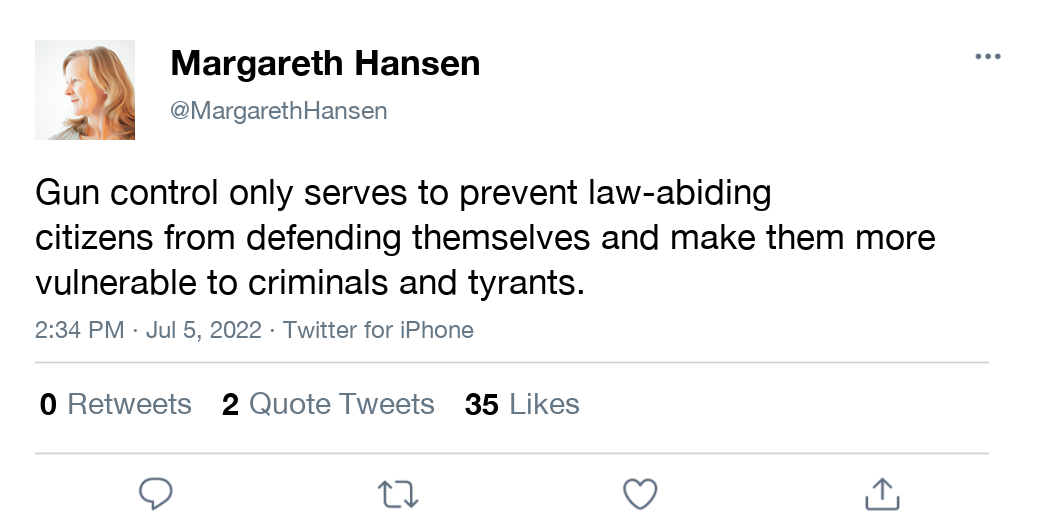 Margareth Hansen
@MargarethHansen
Gun control only serves to prevent law-abiding
citizens from defending themselves and make them more
vulnerable to criminals and tyrants.
2:34 PM · Jul 5, 2022 · Twitter for iPhone
0 Retweets 2 Quote Tweets 35 Likes